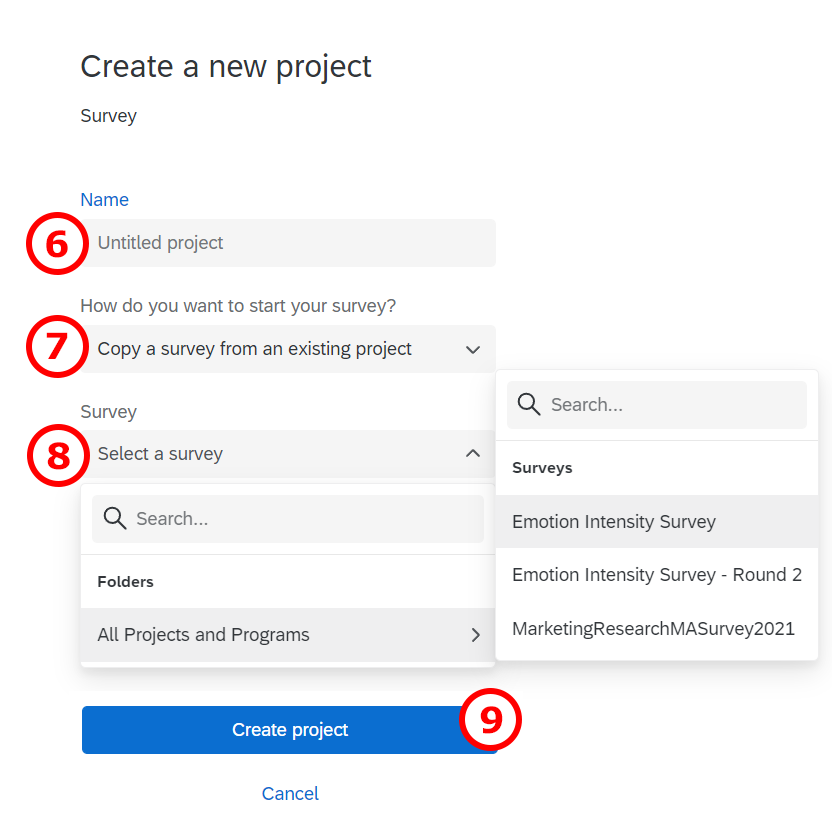 Create a new project
Survey
Name
6
Untitled project
How do you want to start your survey?
7
Copy a survey from an existing project
Survey
8
Select a survey
Search...
Folders
All Projects and Programs
Search...
Surveys
Emotion Intensity Survey
Emotion Intensity Survey - Round 2
MarketingResearchMASurvey2021
Create project
9
Cancel